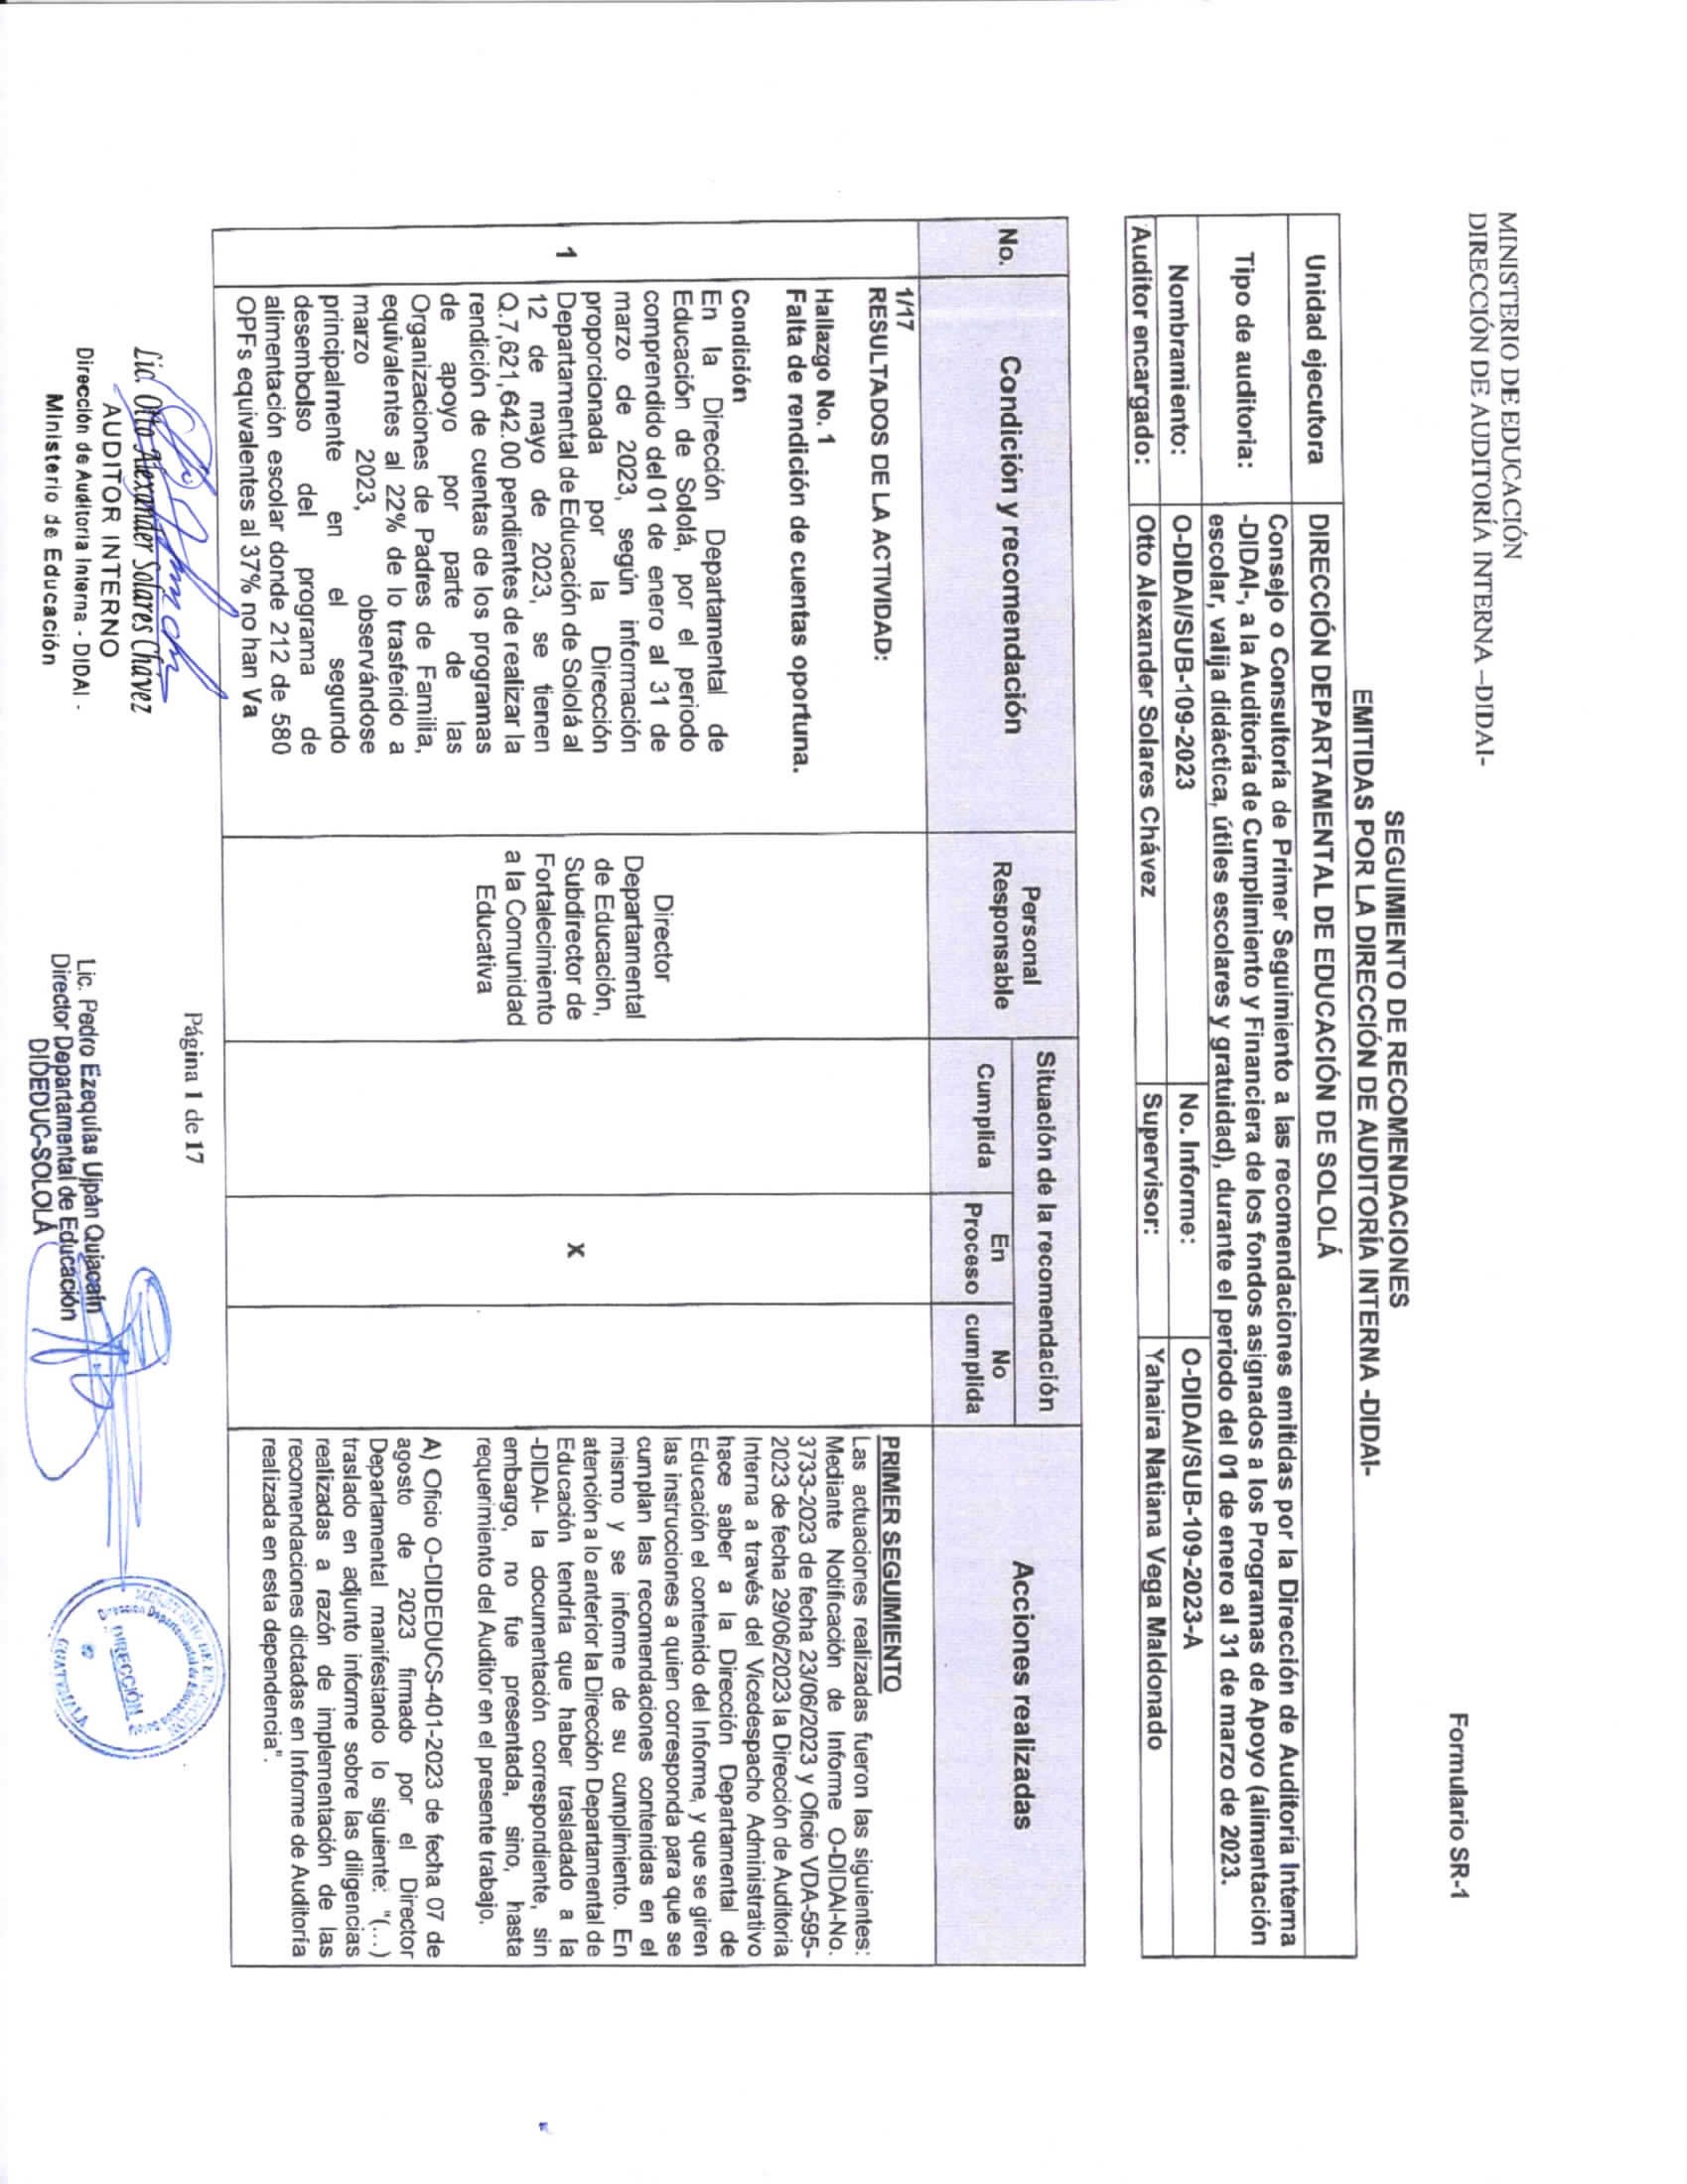 MINISTERIO DE EDUCACIÓN
DIRECCIÓN DE AUDITORÍA INTERNA –DIDAI-
Formulario SR-1
SEGUIMIENTO DE RECOMENDACIONES
EMITIDAS POR LA DIRECCIÓN DE AUDITORÍA INTERNA -DIDAI-
Unidad ejecutora
DIRECCIÓN DEPARTAMENTAL DE EDUCACIÓN DE SOLOLÁ
Tipo de auditoria:
Consejo o Consultoría de Primer Seguimiento a las recomendaciones emitidas por la Dirección de Auditoría Interna
-DIDAI-, a la Auditoría de Cumplimiento y Financiera de los fondos asignados a los Programas de Apoyo (alimentación
escolar, valija didáctica, útiles escolares y gratuidad), durante el periodo del 01 de enero al 31 de marzo de 2023.
Nombramiento:
O-DIDAI/SUB-109-2023
No. Informe:
O-DIDAI/SUB-109-2023-A
Auditor encargado:
Otto Alexander Solares Chávez
Supervisor:
Yahaira Natiana Vega Maldonado
No.
Condición y recomendación
Personal
Responsable
Situación de la recomendación
Cumplida
En
Proceso
No
cumplida
Acciones realizadas
1
1/17
RESULTADOS DE LA ACTIVIDAD:
Hallazgo No. 1
Falta de rendición de cuentas oportuna.
Condición
En la Dirección Departamental de
Educación de Sololá, por el periodo
comprendido del 01 de enero al 31 de
marzo de 2023, según información
proporcionada por la Dirección
Departamental de Educación de Sololá al
12 de mayo de 2023, se tienen
Q.7,621,642.00 pendientes de realizar la
rendición de cuentas de los programas
de apoyo por parte de las
Organizaciones de Padres de Familia,
equivalentes al 22% de lo trasferido a
marzo 2023, observándose
principalmente en el segundo
desembolso del programa de
alimentación escolar donde 212 de 580
OPFs equivalentes al 37% no han Va
Director
Departamental
de Educación,
Subdirector de
Fortalecimiento
a la Comunidad
Educativa
X
PRIMER SEGUIMIENTO
Las actuaciones realizadas fueron las siguientes:
Mediante Notificación de Informe O-DIDAI-No.
3733-2023 de fecha 23/06/2023 y Oficio VDA-595-
2023 de fecha 29/06/2023 la Dirección de Auditoria
Interna a través del Vicedespacho Administrativo
hace saber a la Dirección Departamental de
Educación el contenido del Informe, y que se giren
las instrucciones a quien corresponda para que se
cumplan las recomendaciones contenidas en el
mismo y se informe de su cumplimiento. En
atención a lo anterior la Dirección Departamental de
Educación tendría que haber trasladado a la
-DIDAI- la documentación correspondiente, sin
embargo, no fue presentada, sino, hasta
requerimiento del Auditor en el presente trabajo.
A) Oficio O-DIDEDUCS-401-2023 de fecha 07 de
agosto de 2023 firmado por el Director
Departamental manifestando lo siguiente: "(…)
traslado en adjunto informe sobre las diligencias
realizadas a razón de implementación de las
recomendaciones dictadas en Informe de Auditoría
realizada en esta dependencia".
Página 1 de 17
Lic. Otto Alexander Solares Chávez
AUDITOR INTERNO
Dirección de Auditoria Interna - DIDAI -
Ministerio de Educación
Lic. Pedro Ezequías Ujpán Quiacaín
Director Departamental de Educación
DIDEDUC-SOLOLÁ
DIRECCIÓN
GUATEMALA